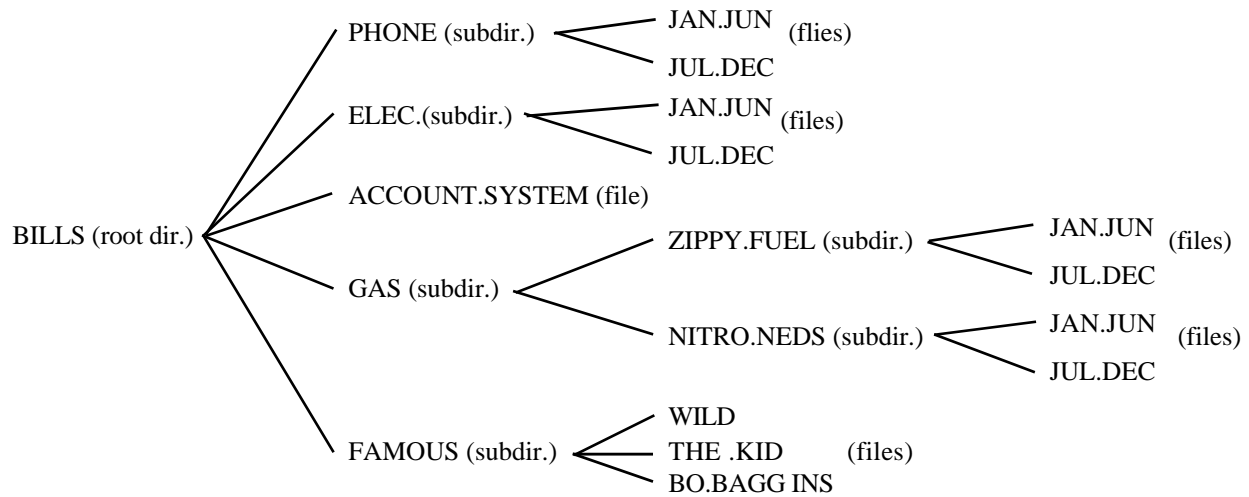 PHONE (subdir.)
JAN.JUN
(flies)
JUL.DEC
ELEC.(subdir.)
JAN.JUN
(files)
JUL.DEC
ACCOUNT.SYSTEM (file)
BILLS (root dir.)
GAS (subdir.)
ZIPPY.FUEL (subdir.)
JAN.JUN
(files)
JUL.DEC
NITRO.NEDS (subdir.)
JAN.JUN
(files)
JUL.DEC
FAMOUS (subdir.)
WILD
THE .KID
(files)
BO.BAGG INS